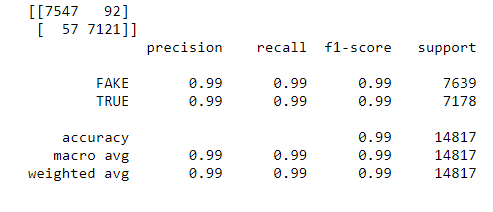 [[7547 92]
[ 57 7121]]
precision recall f1-score support
FAKE 0.99 0.99 0.99 7639
TRUE 0.99 0.99 0.99 7178
accuracy 0.99 14817
macro avg 0.99 0.99 0.99 14817
weighted avg 0.99 0.99 0.99 14817